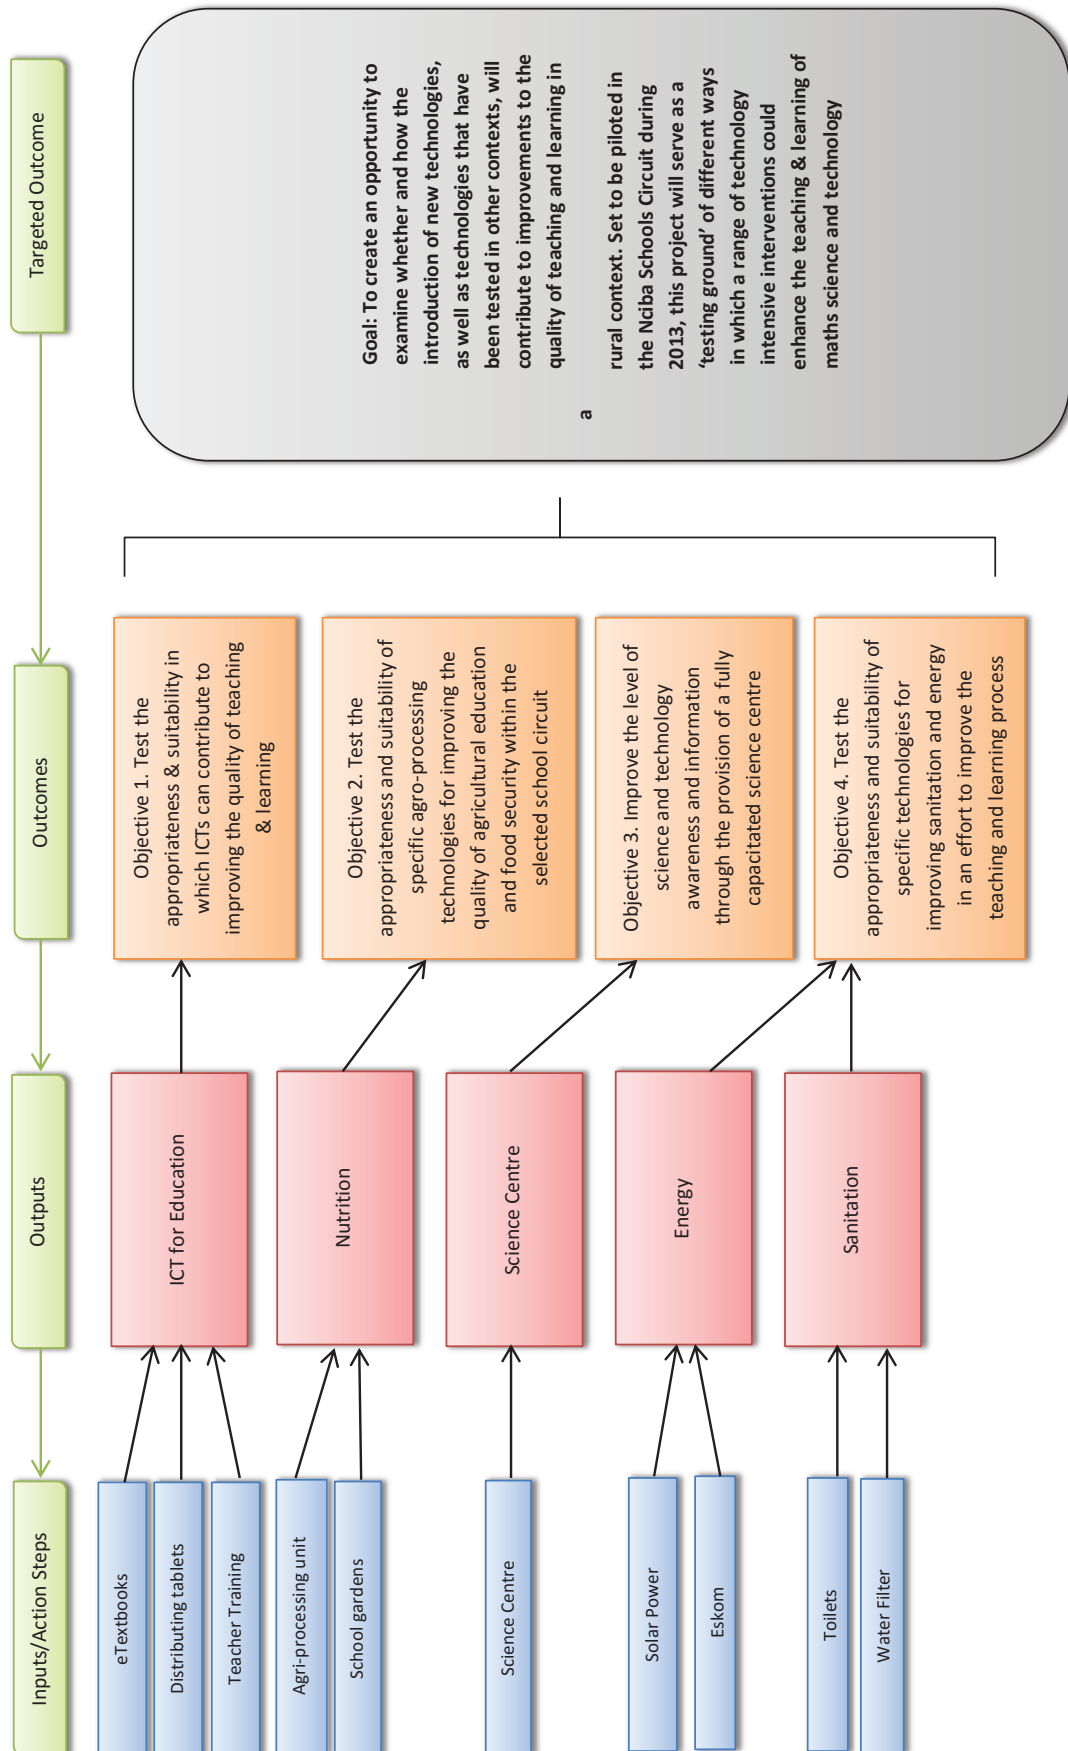 Inputs/Action Steps
Outputs
Outcomes
Targeted Outcome
eTextbooks
Distributing tablets
Teacher Training
Agri-processing unit
School gardens
Science Centre
Solar Power
Eskom
Toilets
Water Filter
ICT for Education
Nutrition
Science Centre
Energy
Sanitation
Objective 1. Test the
appropriateness & suitability in
which ICTs can contribute to
improving the quality of teaching
& learning
Objective 2. Test the
appropriateness and suitability of
specific agro-processing
technologies for improving the
quality of agricultural education
and food security within the
selected school circuit
Objective 3. Improve the level of
science and technology
awareness and information
through the provision of a fully
capacitated science centre
Objective 4. Test the
appropriateness and suitability of
specific technologies for
improving sanitation and energy
in an effort to improve the
teaching and learning process
Goal: To create an opportunity to
examine whether and how the
introduction of new technologies,
as well as technologies that have
been tested in other contexts, will
contribute to improvements to the
quality of teaching and learning in
a
rural context. Set to be piloted in
the Nciba Schools Circuit during
2013, this project will serve as a
‘testing ground’ of different ways
in which a range of technology
intensive interventions could
enhance the teaching & learning of
maths science and technology